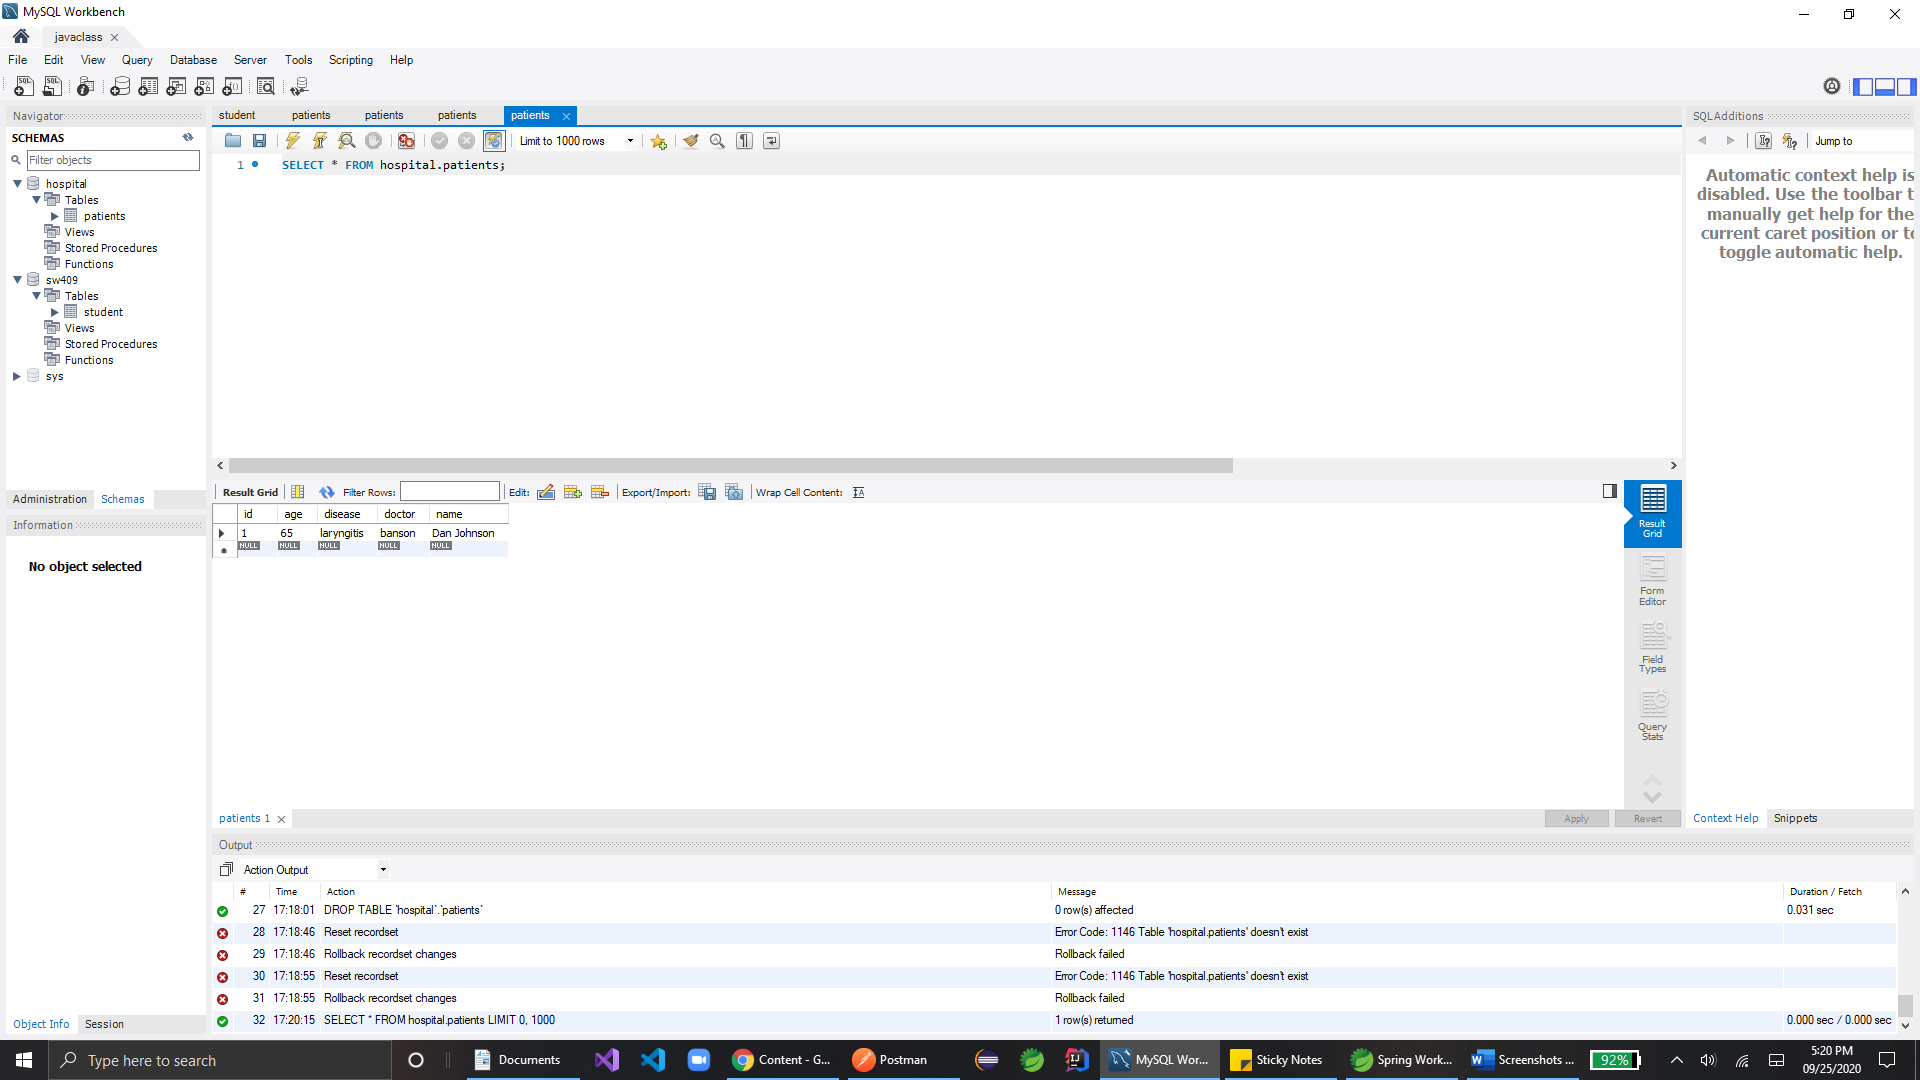 MySQL Workbench
javaclass
File Edit View Query Database Server Tools Scripting Help
Navigator
SCHEMAS
Filter objects
hospital
Tables
patients
Views
Stored Procedures
Functions
sw409
Tables
student
Views
Stored Procedures
Functions
sys
Administration Schemas
Information
No object selected
Object Info Session
student patients patients patients patients
Limit to 1000 rows
1 SELECT * FROM hospital.patients;
Result Grid Filter Rows: Edit: Export/Import: Wrap Cell Content:
id age disease doctor name
1 65 laryngitis banson Dan Johnson
NULL NULL NULL NULL NULL
Result
Grid
Form
Editor
Field
Types
Query
Stats
patients 1
Apply Revert
SQLAdditions
Jump to
Automatic context help is
disabled. Use the toolbar t
manually get help for the
current caret position or to
toggle automatic help.
Context Help Snippets
Output
Action Output
# Time Action Message Duration / Fetch
27 17:18:01 DROP TABLE `hospital`.`patients` 0 row(s) affected 0.031 sec
28 17:18:46 Reset recordset Error Code: 1146 Table 'hospital.patients' doesn't exist
29 17:18:46 Rollback recordset changes Rollback failed
30 17:18:55 Reset recordset Error Code: 1146 Table 'hospital.patients' doesn't exist
31 17:18:55 Rollback recordset changes Rollback failed
32 17:20:15 SELECT * FROM hospital.patients LIMIT 0, 1000 1 row(s) returned 0.000 sec / 0.000 sec
Type here to search
Documents
Content - G...
Postman
MySQL Wor...
Sticky Notes
Spring Work...
Screenshots ...
92%
5:20 PM
09/25/2020